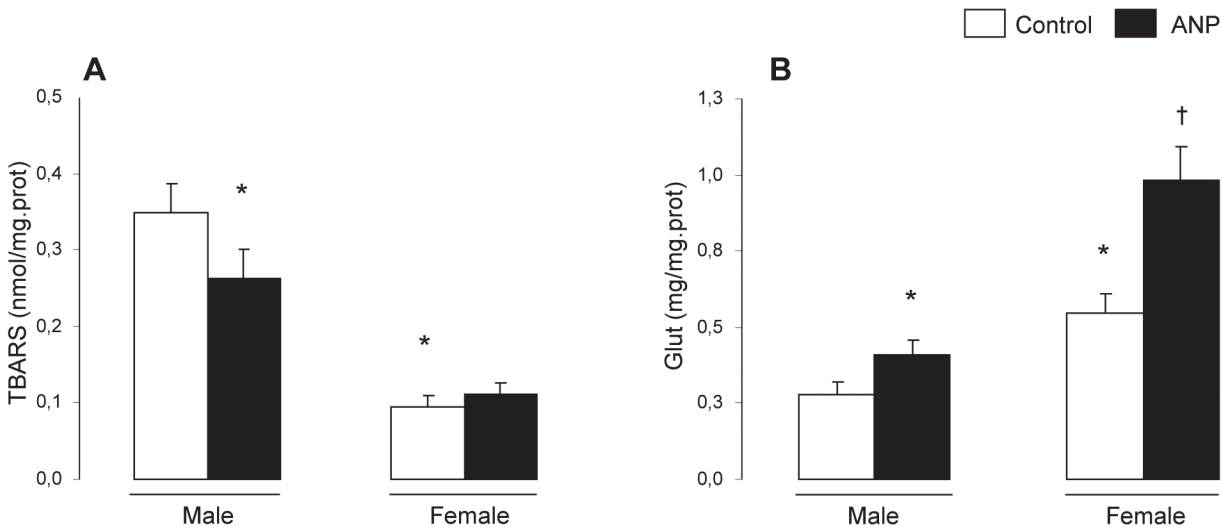 Control ANP
A
0,5
0,4
0,3
0,2
0,1
0,0
TBARS (nmol/mg.prot)
*
*
Male Female
B
1,3
1,0
0,8
0,5
0,3
0,0
Glut (mg/mg.prot)
*
*
†
Male Female